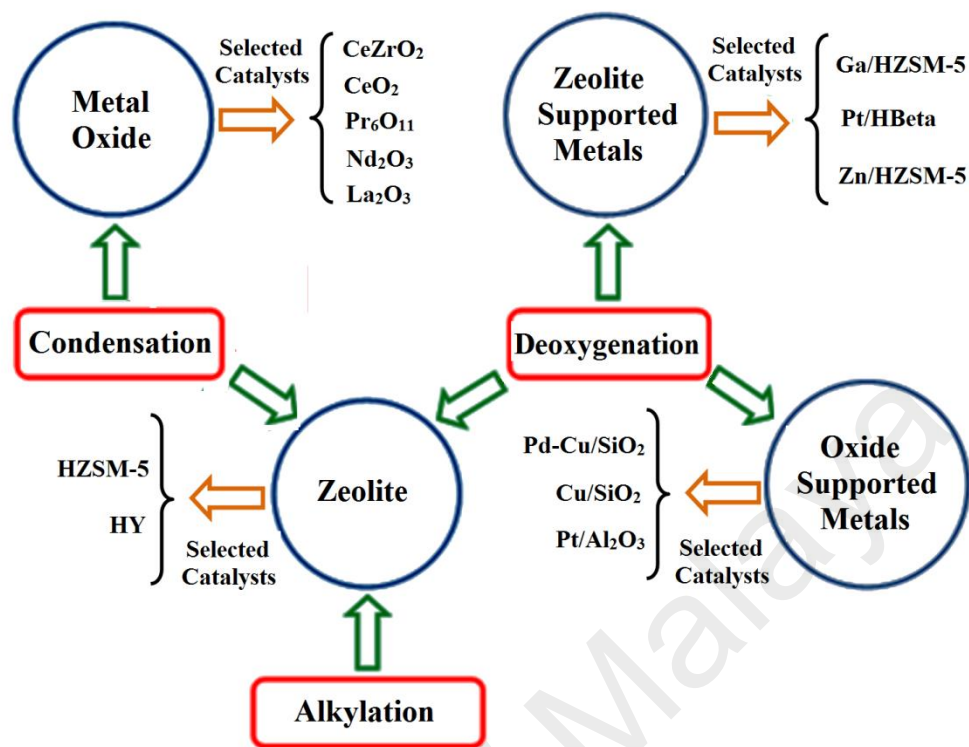 Metal
Oxide
Selected
Catalysts
CeZrO₂
CeO₂
Pr₆O₁₁
Nd₂O₃
La₂O₃
Zeolite
Supported
Metals
Selected
Catalysts
Ga/HZSM-5
Pt/HBeta
Zn/HZSM-5
Condensation
Deoxygenation
HZSM-5
HY
Selected
Catalysts
Zeolite
Pd-Cu/SiO₂
Cu/SiO₂
Pt/Al₂O₃
Selected
Catalysts
Oxide
Supported
Metals
Alkylation
Malaya